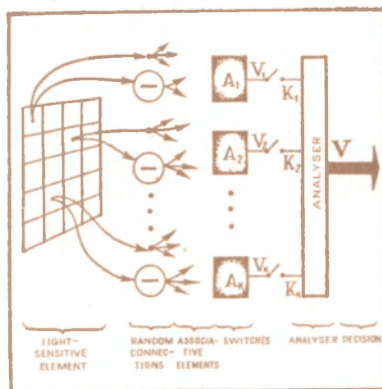 A₁ V₁ K₁
A₂ V₂ K₂
Aₖ Vₖ Kₖ
ANALYSER
V
LIGHT-
SENSITIVE
ELEMENT
RANDOM
CONNEC-
TIONS
ASSOCIA-
TIVE
ELEMENTS
SWITCHES
ANALYSER
DECISION